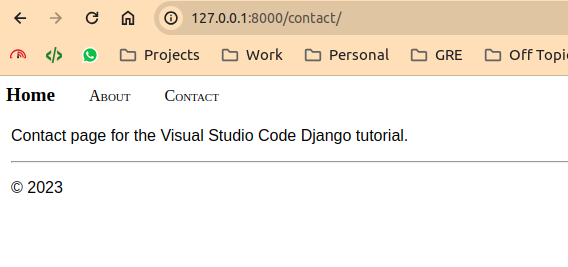 127.0.0.1:8000/contact/
Projects Work Personal GRE Off Topi
Home About Contact
Contact page for the Visual Studio Code Django tutorial.
© 2023